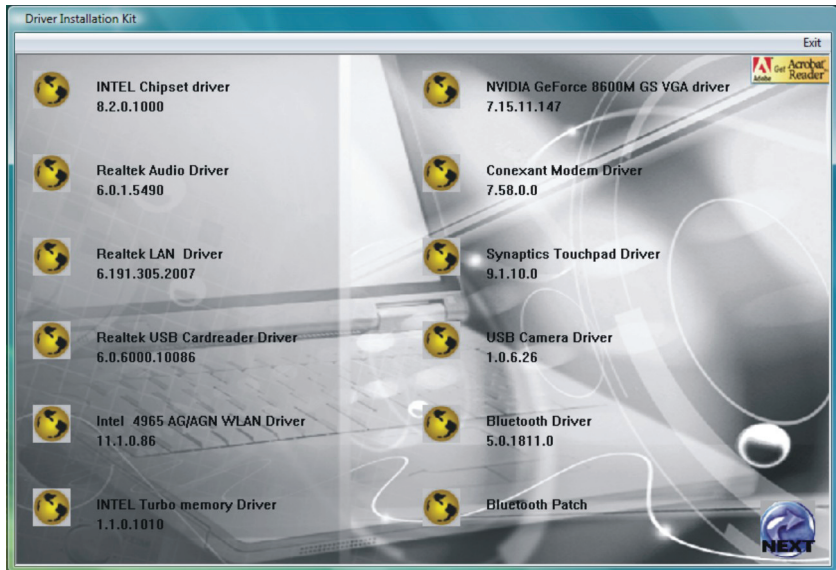 Driver Installation Kit
Exit
Adobe
Get Acrobat Reader
INTEL Chipset driver
8.2.0.1000
NVIDIA GeForce 8600M GS VGA driver
7.15.11.147
Realtek Audio Driver
6.0.1.5490
Conexant Modem Driver
7.58.0.0
Realtek LAN  Driver
6.191.305.2007
Synaptics Touchpad Driver
9.1.10.0
Realtek USB Cardreader Driver
6.0.6000.10086
USB Camera Driver
1.0.6.26
Intel  4965 AG/AGN WLAN Driver
11.1.0.86
Bluetooth Driver
5.0.1811.0
INTEL Turbo memory Driver
1.1.0.1010
Bluetooth Patch
NEXT